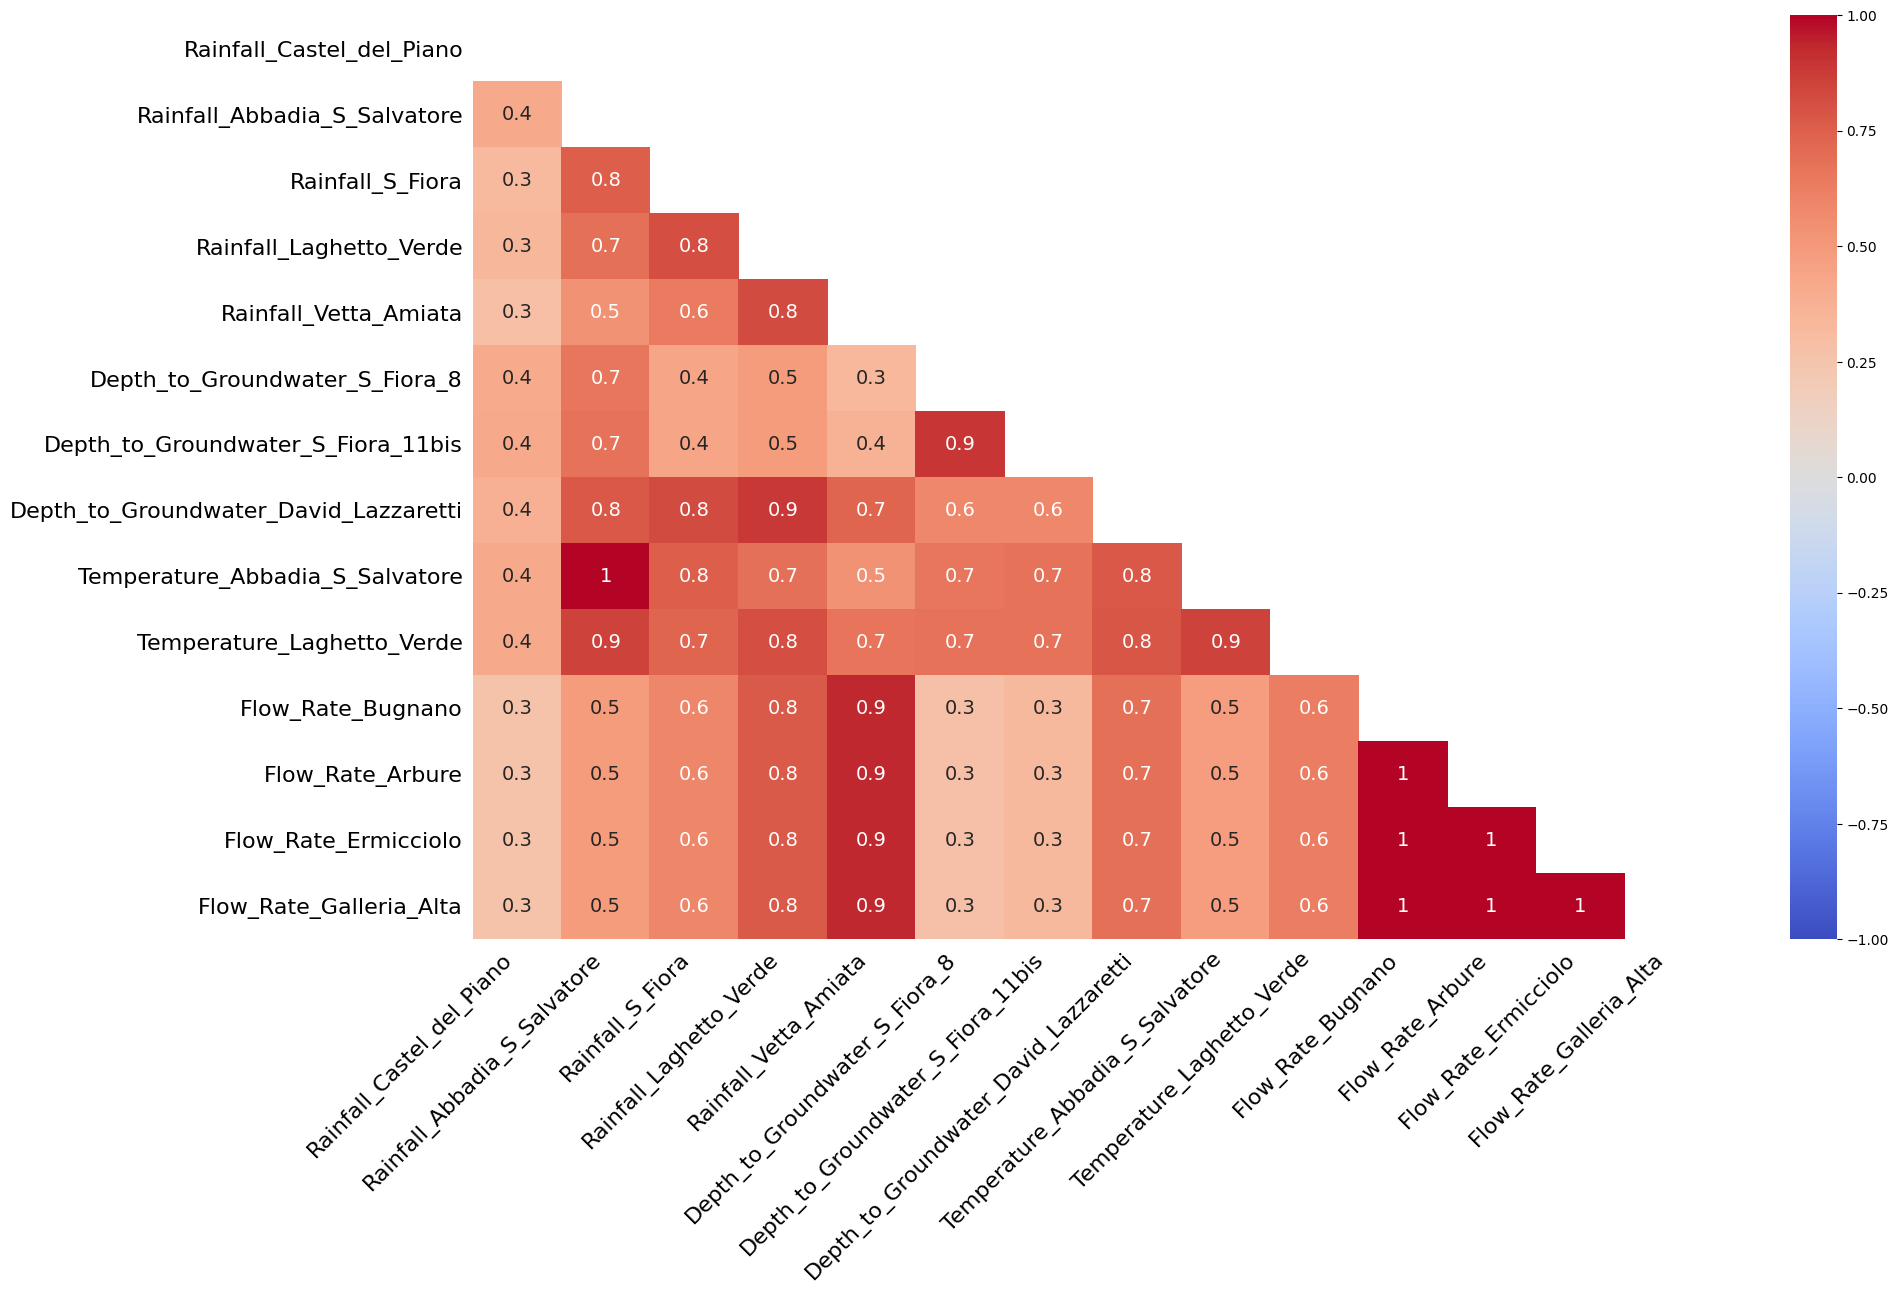 Rainfall_Castel_del_Piano
Rainfall_Abbadia_S_Salvatore 0.4
Rainfall_S_Fiora 0.3 0.8
Rainfall_Laghetto_Verde 0.3 0.7 0.8
Rainfall_Vetta_Amiata 0.3 0.5 0.6 0.8
Depth_to_Groundwater_S_Fiora_8 0.4 0.7 0.4 0.5 0.3
Depth_to_Groundwater_S_Fiora_11bis 0.4 0.7 0.4 0.5 0.4 0.9
Depth_to_Groundwater_David_Lazzaretti 0.4 0.8 0.8 0.9 0.7 0.6 0.6
Temperature_Abbadia_S_Salvatore 0.4 1 0.8 0.7 0.5 0.7 0.7 0.8
Temperature_Laghetto_Verde 0.4 0.9 0.7 0.8 0.7 0.7 0.7 0.8 0.9
Flow_Rate_Bugnano 0.3 0.5 0.6 0.8 0.9 0.3 0.3 0.7 0.5 0.6
Flow_Rate_Arbure 0.3 0.5 0.6 0.8 0.9 0.3 0.3 0.7 0.5 0.6 1
Flow_Rate_Ermicciolo 0.3 0.5 0.6 0.8 0.9 0.3 0.3 0.7 0.5 0.6 1 1
Flow_Rate_Galleria_Alta 0.3 0.5 0.6 0.8 0.9 0.3 0.3 0.7 0.5 0.6 1 1 1
Rainfall_Castel_del_Piano
Rainfall_Abbadia_S_Salvatore
Rainfall_S_Fiora
Rainfall_Laghetto_Verde
Rainfall_Vetta_Amiata
Depth_to_Groundwater_S_Fiora_8
Depth_to_Groundwater_S_Fiora_11bis
Depth_to_Groundwater_David_Lazzaretti
Temperature_Abbadia_S_Salvatore
Temperature_Laghetto_Verde
Flow_Rate_Bugnano
Flow_Rate_Arbure
Flow_Rate_Ermicciolo
Flow_Rate_Galleria_Alta
1.00
0.75
0.50
0.25
0.00
−0.25
−0.50
−0.75
−1.00